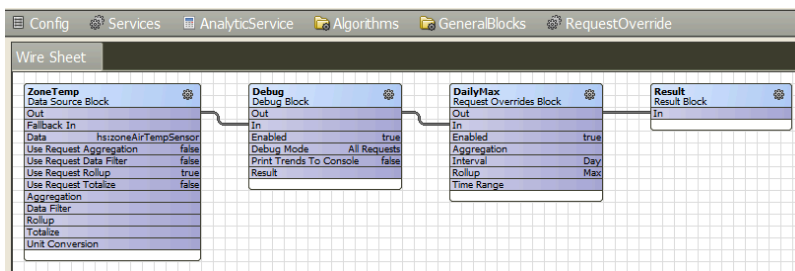 Config Services AnalyticService Algorithms GeneralBlocks RequestOverride
Wire Sheet
ZoneTemp
Data Source Block
Out
Fallback In
Data hs:zoneAirTempSensor
Use Request Aggregation false
Use Request Data Filter false
Use Request Rollup true
Use Request Totalize false
Aggregation
Data Filter
Rollup
Totalize
Unit Conversion
Debug
Debug Block
Out
In
Enabled true
Debug Mode All Requests
Print Trends To Console false
Result
DailyMax
Request Overrides Block
Out
In
Enabled true
Aggregation
Interval Day
Rollup Max
Time Range
Result
Result Block
In